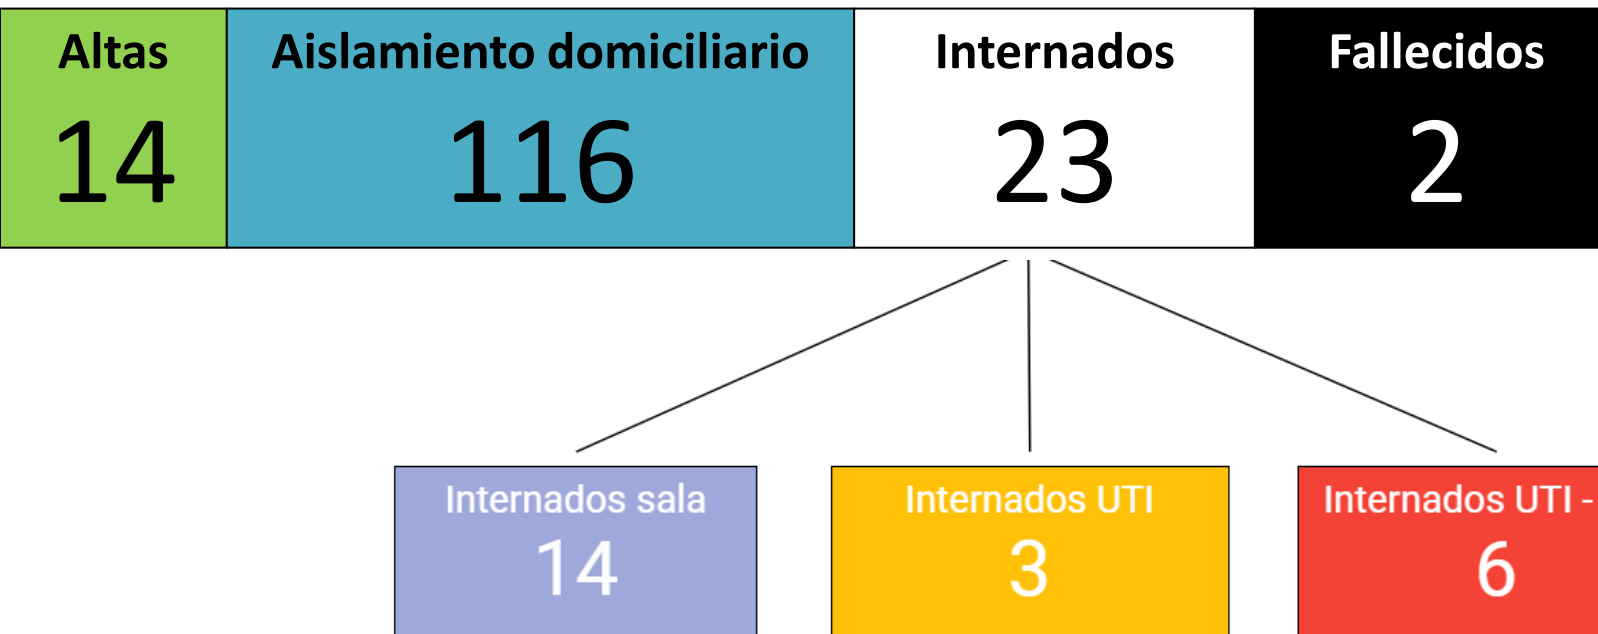 Altas
Aislamiento domiciliario
Internados
Fallecidos
14
116
23
2
Internados sala
Internados UTI
Internados UTI -
14
3
6